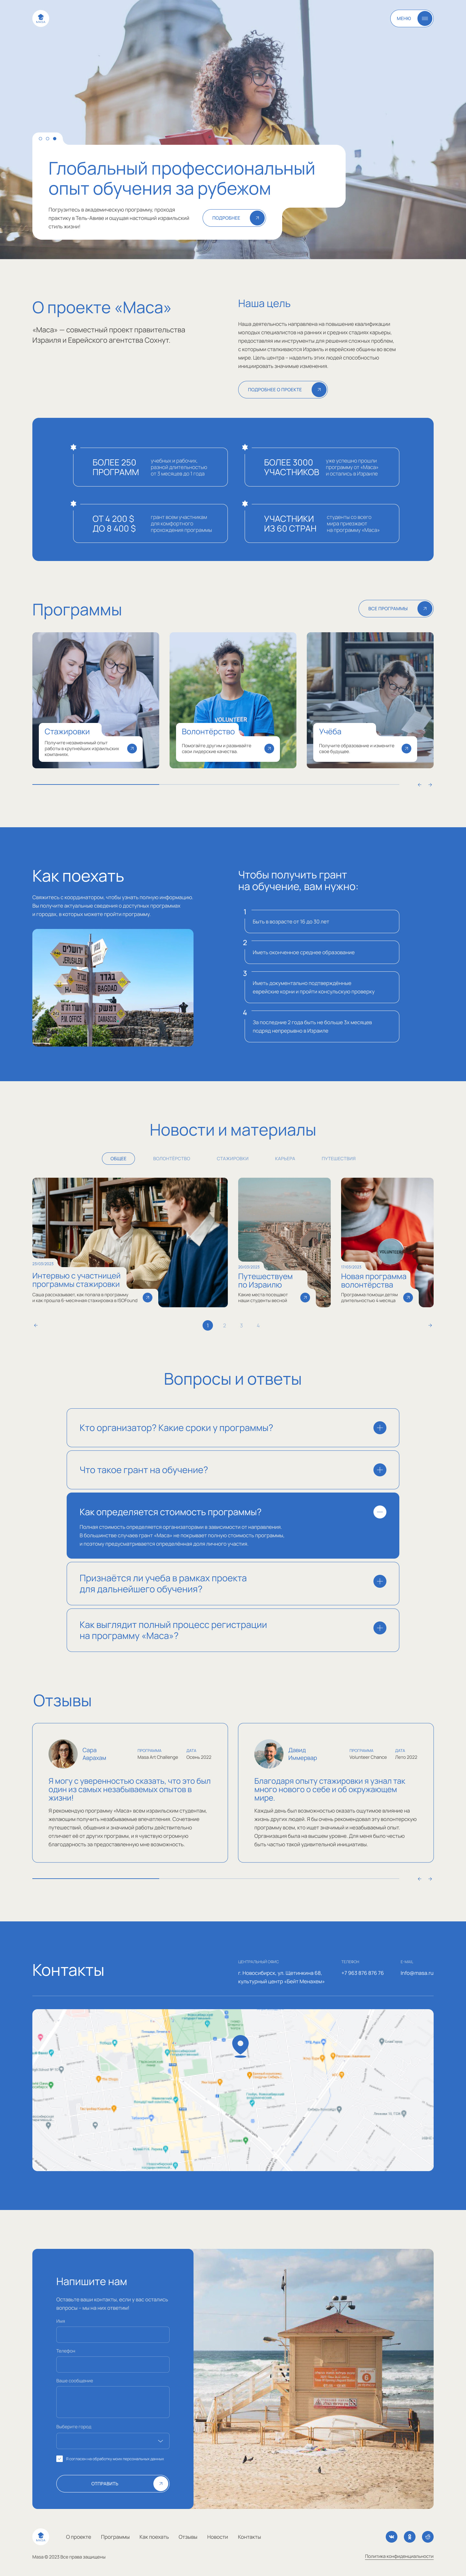 МЕНЮ
Глобальный профессиональный
опыт обучения за рубежом
Погрузитесь в академическую программу, проходя
практику в Тель-Авиве и ощущая настоящий израильский
стиль жизни!
ПОДРОБНЕЕ
О проекте «Маса»
«Маса» — совместный проект правительства
Израиля и Еврейского агентства Сохнут.
Наша цель
Наша деятельность направлена на повышение квалификации
молодых специалистов на ранних и средних стадиях карьеры,
предоставляя им инструменты для решения сложных проблем,
с которыми сталкиваются Израиль и еврейские общины во всем
мире. Цель центра – наделить этих людей способностью
инициировать значимые изменения.
ПОДРОБНЕЕ О ПРОЕКТЕ
БОЛЕЕ 250
ПРОГРАММ
учебных и рабочих,
разной длительностью
от 3 месяцев до 1 года
БОЛЕЕ 3000
УЧАСТНИКОВ
уже успешно прошли
программу от «Маса»
и остались в Израиле
ОТ 4 200 $
ДО 8 400 $
грант всем участникам
для комфортного
прохождения программы
УЧАСТНИКИ
ИЗ 60 СТРАН
студенты со всего
мира приезжают
на программу «Маса»
Программы
ВСЕ ПРОГРАММЫ
VOLUNTEER
Стажировки
Получите незаменимый опыт
работы в крупнейших израильских
компаниях.
Волонтёрство
Помогайте другим и развивайте
свои лидерские качества.
Учёба
Получите образование и измените
свое будущее.
Как поехать
Свяжитесь с координатором, чтобы узнать полную информацию.
Вы получите актуальные сведения о доступных программах
и городах, в которых можете пройти программу.
JERUSALEM
BAGDAD
DAMASCUS
Чтобы получить грант
на обучение, вам нужно:
1
Быть в возрасте от 16 до 30 лет
2
Иметь оконченное среднее образование
3
Иметь документально подтверждённые
еврейские корни и пройти консульскую проверку
4
За последние 2 года быть не больше 3х месяцев
подряд непрерывно в Израиле
Новости и материалы
ОБЩЕЕ
ВОЛОНТЁРСТВО
СТАЖИРОВКИ
КАРЬЕРА
ПУТЕШЕСТВИЯ
VOLUNTEER
Интервью с участницей
программы стажировки
Саша рассказывает, как попала в программу
и как прошла 6-месячная стажировка в ISOFound
Путешествуем
по Израилю
Какие места посещают
наши студенты весной
Новая программа
волонтёрства
Программа помощи детям
длительностью 4 месяца
1 2 3 4
Вопросы и ответы
Кто организатор? Какие сроки у программы?
Что такое грант на обучение?
Как определяется стоимость программы?
Полная стоимость определяется организаторами в зависимости от направления.
В большинстве случаев грант «Маса» не покрывает полную стоимость программы,
и поэтому предусматривается определённая доля личного участия.
Признаётся ли учеба в рамках проекта
для дальнейшего обучения?
Как выглядит полный процесс регистрации
на программу «Маса»?
Отзывы
Сара
Авраham
ПРОГРАММА
Masa Art Challenge
ДАТА
Осень 2022
Я могу с уверенностью сказать, что это был
один из самых незабываемых опытов в
жизни!
Я рекомендую программу «Маса» всем израильским студентам,
желающим получить незабываемые впечатления. Сочетание
путешествий, общения и значимой работы действительно
отличает её от других программ, и я чувствую огромную
благодарность за предоставленную мне возможность.
Давид
Иммервар
ПРОГРАММА
Volunteer Chance
ДАТА
Лето 2022
Благодаря опыту стажировки я узнал так
много нового о себе и об окружающем
мире.
Каждый день был возможностью оказать ощутимое влияние на
жизнь других людей. Я бы очень рекомендовал эту волонтерскую
программу всем, кто ищет значимый и незабываемый опыт.
Организация была на высшем уровне. Для меня было честью
быть частью такой удивительной инициативы.
Контакты
ЦЕНТРАЛЬНЫЙ ОФИС
г. Новосибирск, ул. Щетинкина 68,
культурный центр «Бейт Менахем»
ТЕЛЕФОН
+7 963 876 876 76
E-MAIL
Info@masa.ru
Напишите нам
Оставьте ваши контакты, если у вас остались
вопросы – мы на них ответим!
Имя
Телефон
Ваше сообщение
Выберите город
Я согласен на обработку моих персональных данных
ОТПРАВИТЬ
О проекте
Программы
Как поехать
Отзывы
Новости
Контакты
Masa © 2023 Все права защищены
Политика конфиденциальности